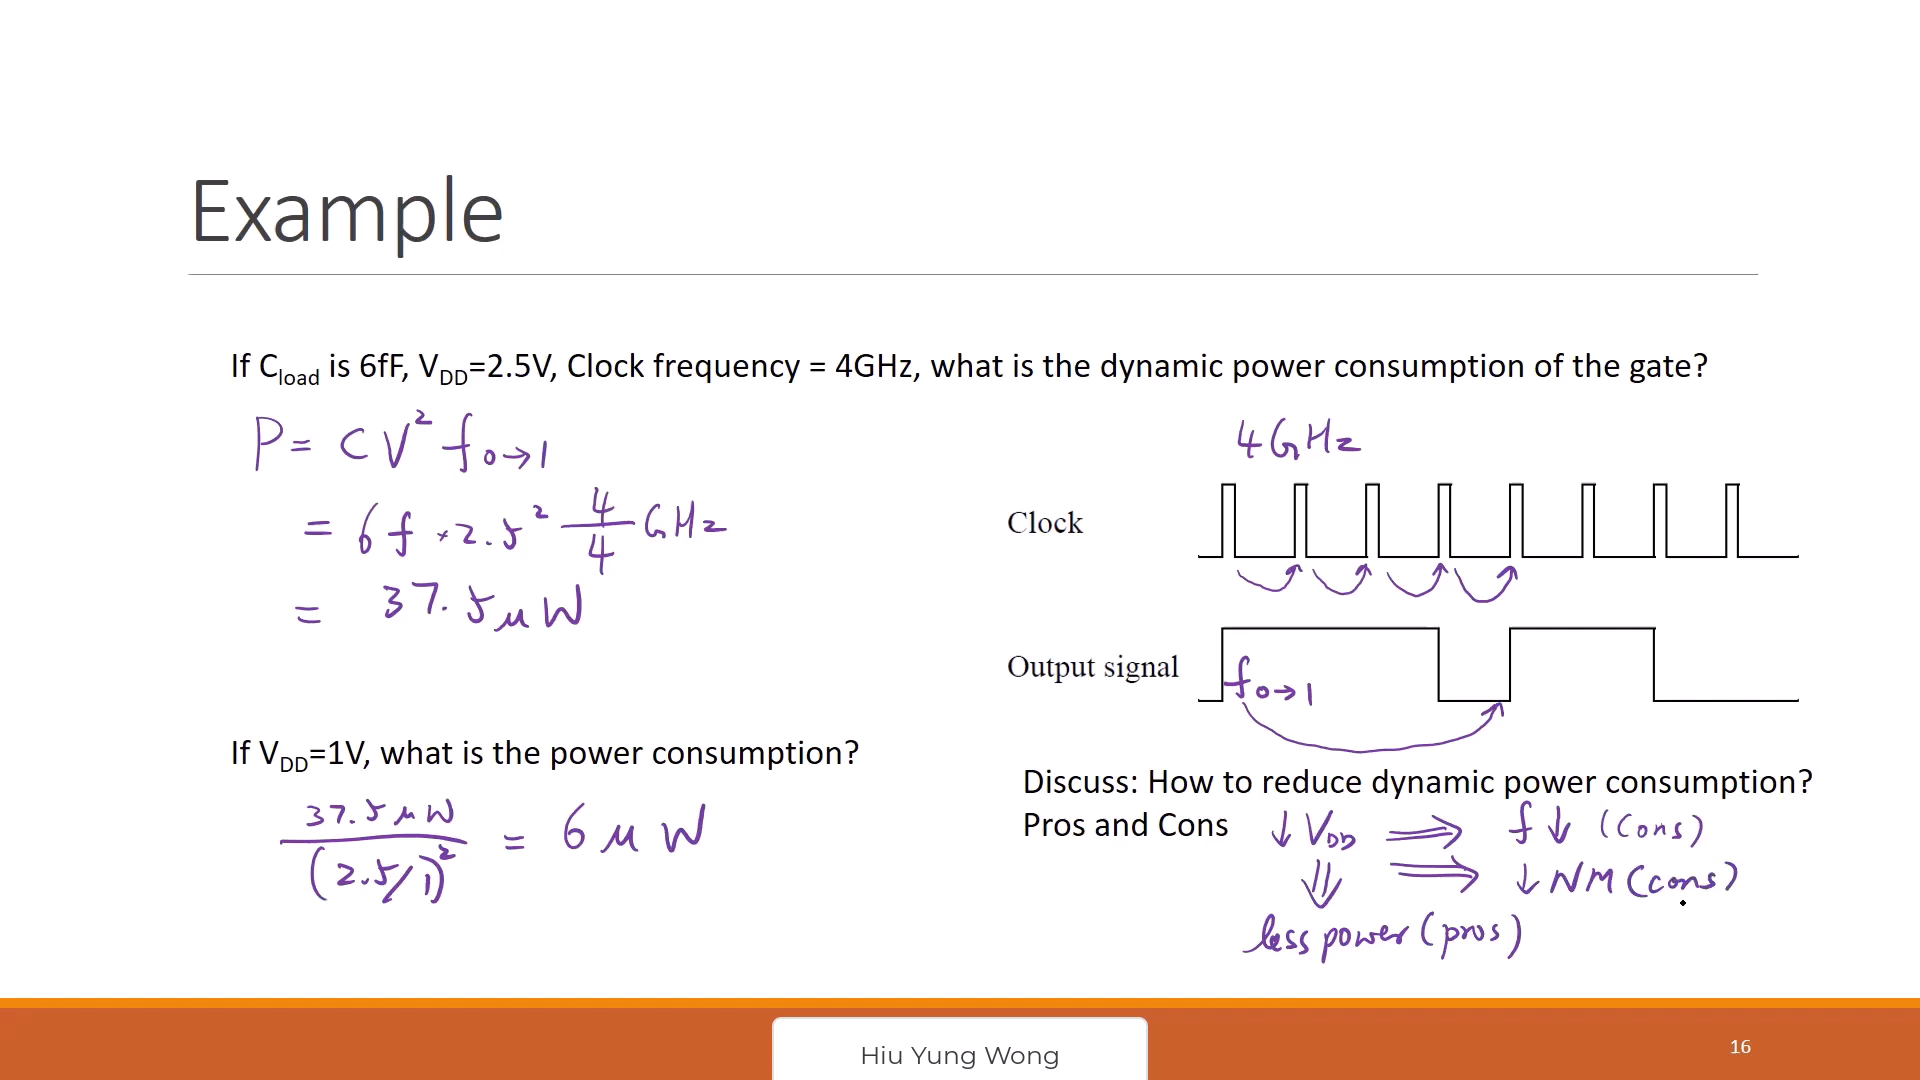 Example
If Cload is 6fF, VDD=2.5V, Clock frequency = 4GHz, what is the dynamic power consumption of the gate?
P = C V² f0→1
= 6f × 2.5² 4/4 GHz
= 37.5 μW
4GHz
Clock
Output signal
f0→1
If VDD=1V, what is the power consumption?
37.5 μW / (2.5/1)² = 6 μW
Discuss: How to reduce dynamic power consumption?
Pros and Cons ↓ VDD ⇒ f ↓ (Cons)
⇓ ⇒ ↓ NM (cons)
less power (pros)
Hiu Yung Wong
16